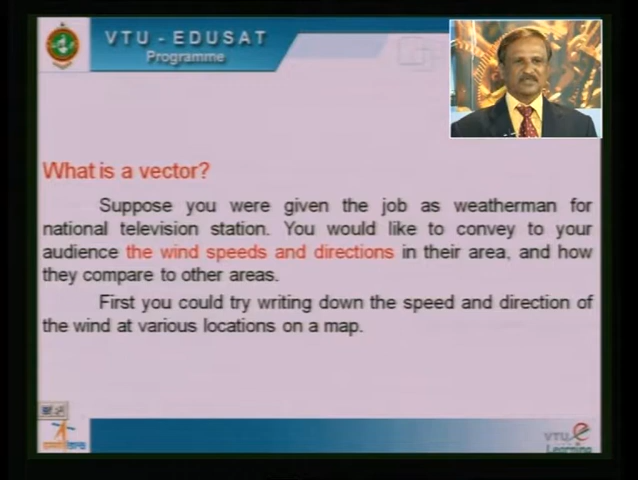 VTU - EDUSAT
Programme
What is a vector?
Suppose you were given the job as weatherman for
national television station. You would like to convey to your
audience the wind speeds and directions in their area, and how
they compare to other areas.
First you could try writing down the speed and direction of
the wind at various locations on a map.
VTU e
Learning